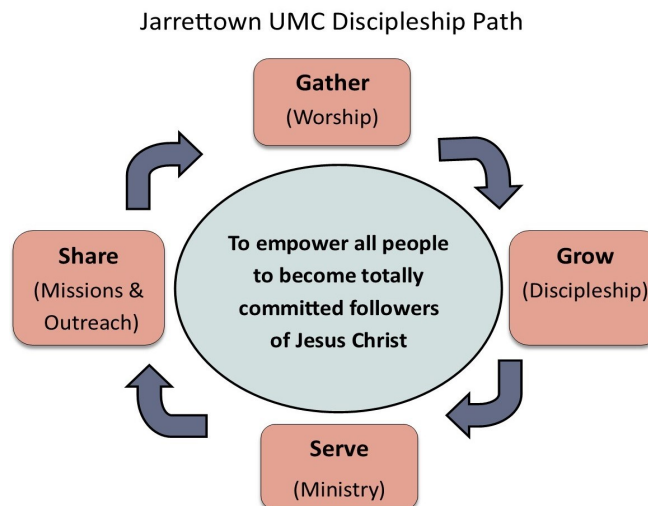 Jarrettown UMC Discipleship Path
Gather
(Worship)
Share
(Missions &
Outreach)
To empower all people
to become totally
committed followers
of Jesus Christ
Grow
(Discipleship)
Serve
(Ministry)